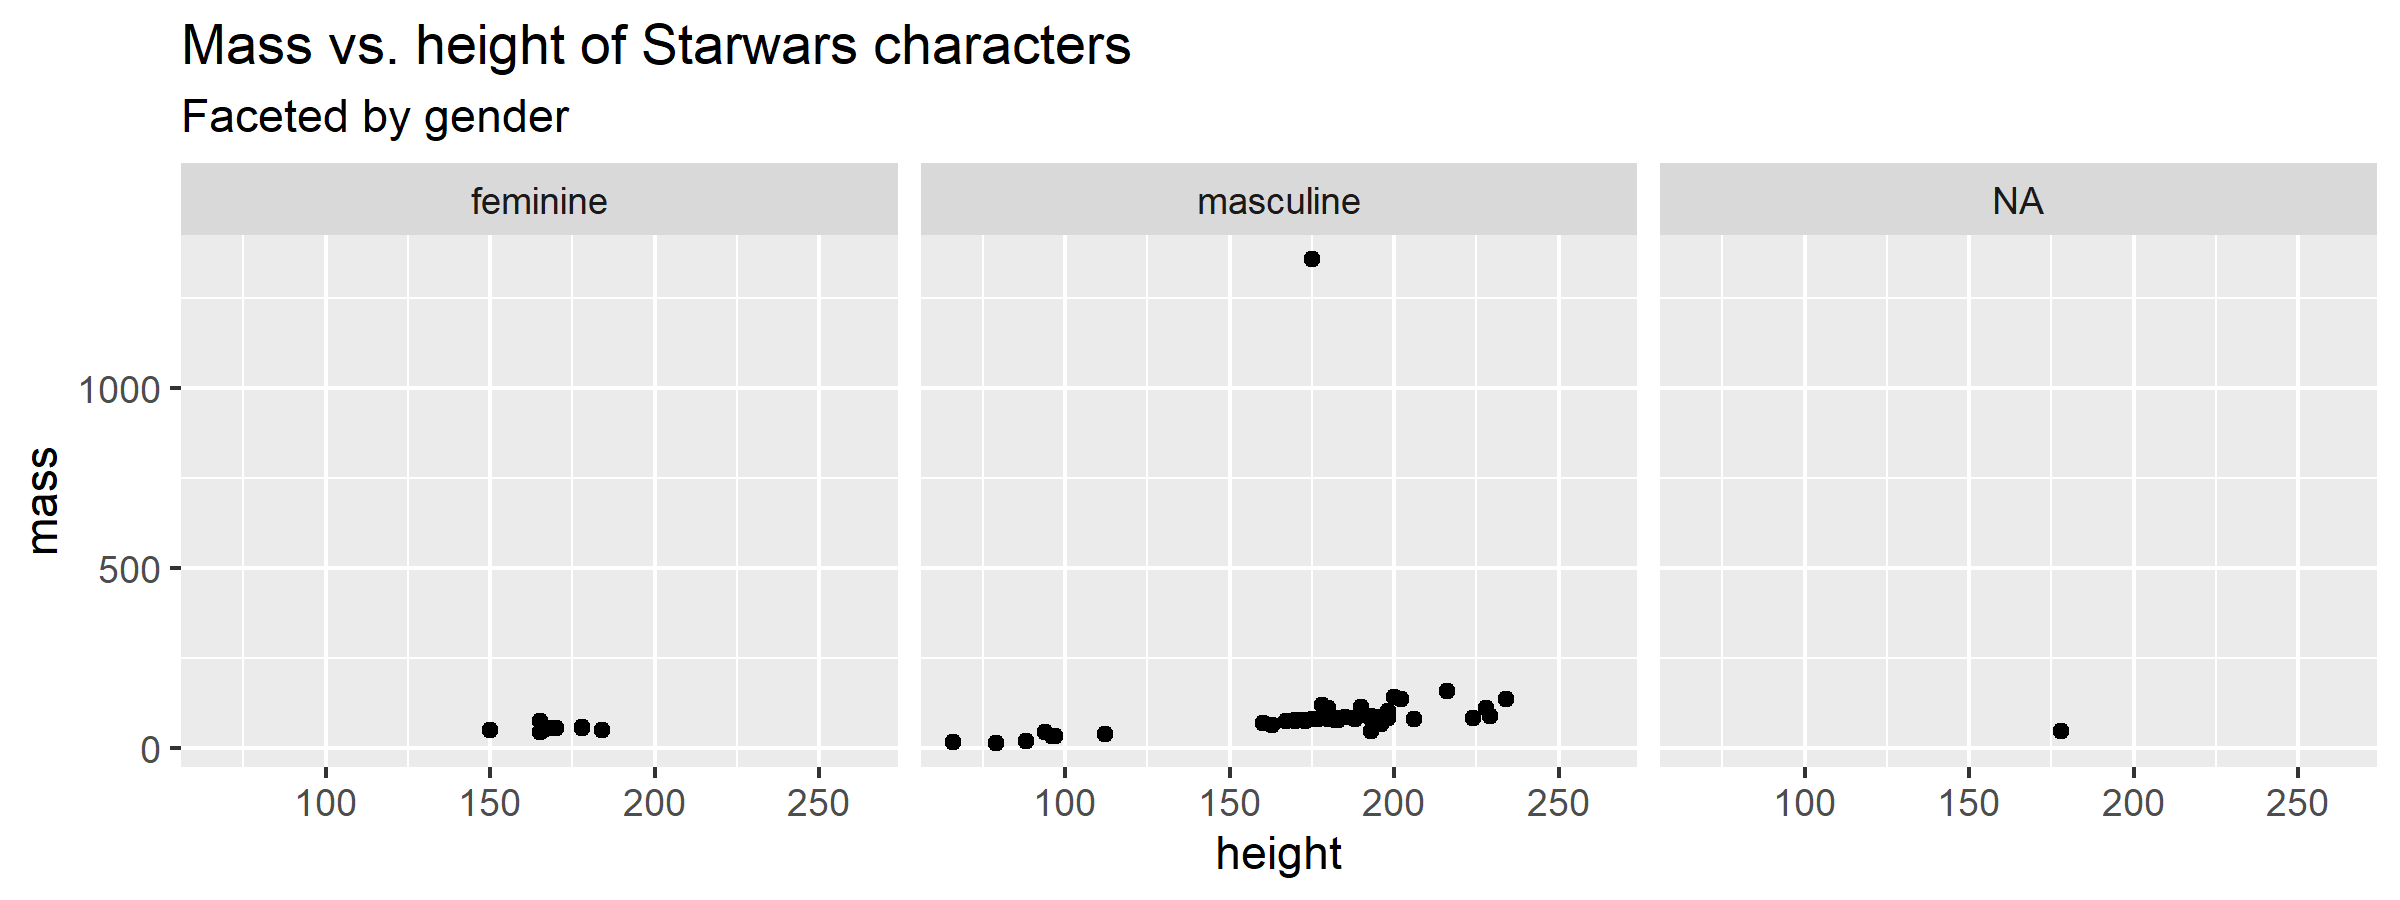 Mass vs. height of Starwars characters
Faceted by gender
feminine masculine NA
1000
500
0
mass
100 150 200 250 100 150 200 250 100 150 200 250
height